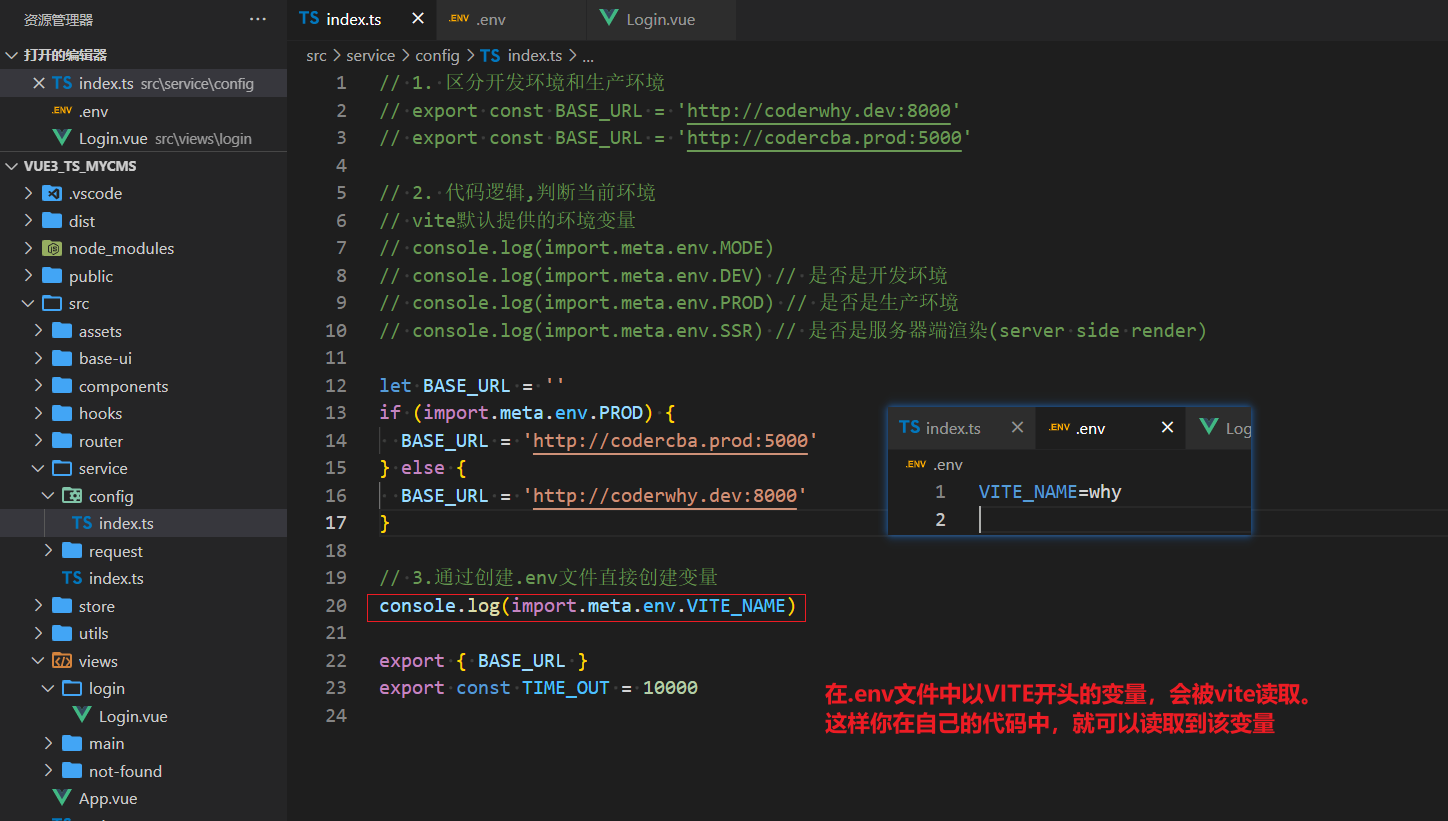 资源管理器 ···
打开的编辑器
TS index.ts src\service\config
.ENV .env
Login.vue src\views\login
VUE3_TS_MYCMS
.vscode
dist
node_modules
public
src
assets
base-ui
components
hooks
router
service
config
TS index.ts
request
TS index.ts
store
utils
views
login
Login.vue
main
not-found
App.vue
TS index.ts
.ENV .env
Login.vue
src > service > config > TS index.ts > ...
1 // 1. 区分开发环境和生产环境
2 // export const BASE_URL = 'http://coderwhy.dev:8000'
3 // export const BASE_URL = 'http://codercba.prod:5000'
4
5 // 2. 代码逻辑,判断当前环境
6 // vite默认提供的环境变量
7 // console.log(import.meta.env.MODE)
8 // console.log(import.meta.env.DEV) // 是否是开发环境
9 // console.log(import.meta.env.PROD) // 是否是生产环境
10 // console.log(import.meta.env.SSR) // 是否是服务器端渲染(server side render)
11
12 let BASE_URL = ''
13 if (import.meta.env.PROD) {
14 BASE_URL = 'http://codercba.prod:5000'
15 } else {
16 BASE_URL = 'http://coderwhy.dev:8000'
17 }
18
19 // 3.通过创建.env文件直接创建变量
20 console.log(import.meta.env.VITE_NAME)
21
22 export { BASE_URL }
23 export const TIME_OUT = 10000
24
TS index.ts
.ENV .env
Log
.ENV .env
1 VITE_NAME=why
2
在.env文件中以VITE开头的变量，会被vite读取。
这样你在自己的代码中，就可以读取到该变量